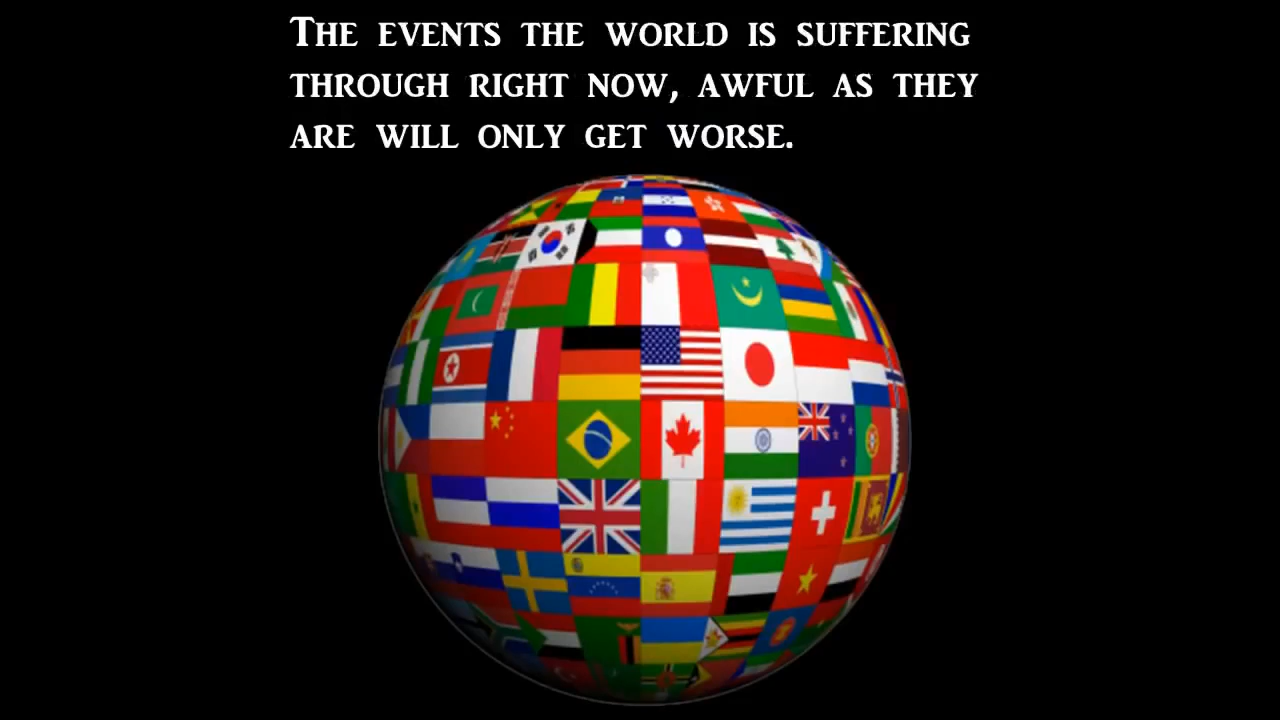 The events the world is suffering
through right now, awful as they
are will only get worse.